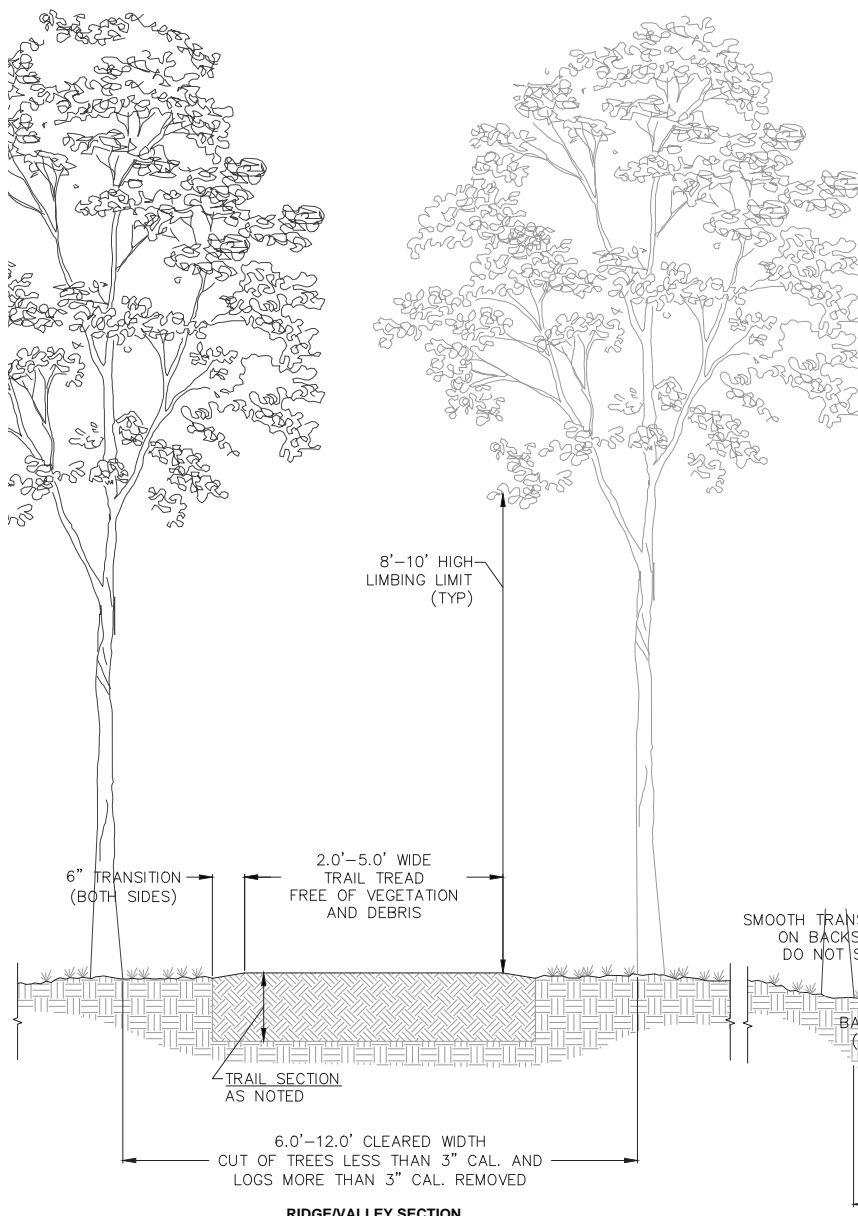 8'-10' HIGH
LIMBING LIMIT
(TYP)
6" TRANSITION
(BOTH SIDES)
2.0'-5.0' WIDE
TRAIL TREAD
FREE OF VEGETATION
AND DEBRIS
SMOOTH
ON
DO NOT
TRAIL SECTION
AS NOTED
6.0'-12.0' CLEARED WIDTH
CUT OF TREES LESS THAN 3" CAL. AND
LOGS MORE THAN 3" CAL. REMOVED
RIDGE/VALLEY SECTION